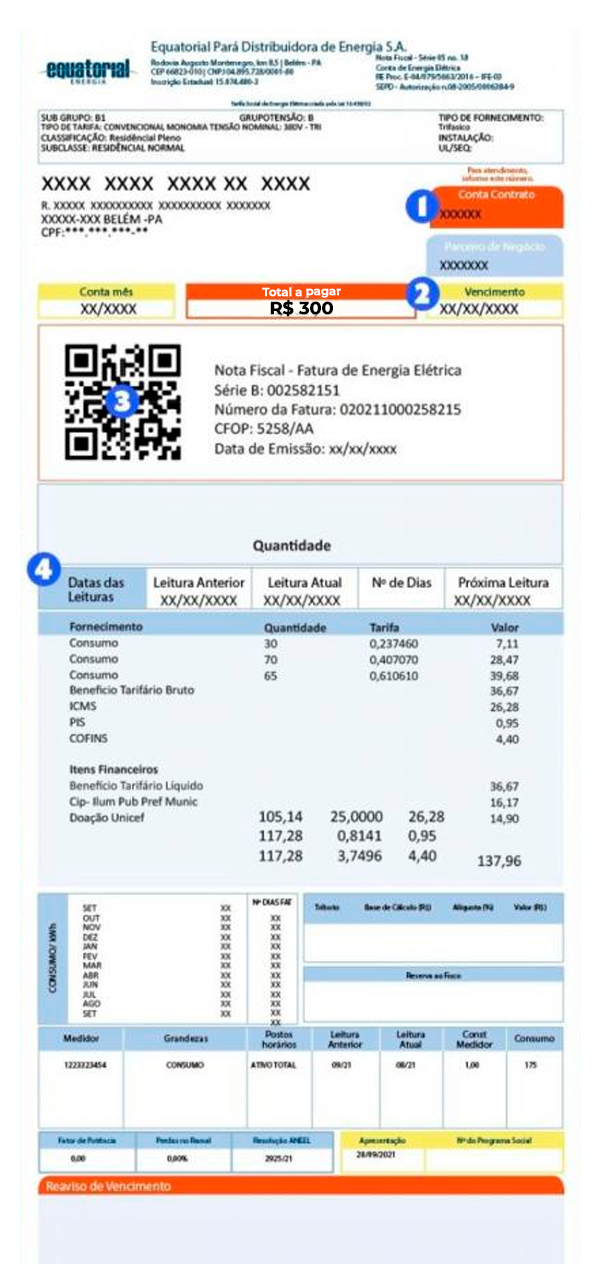 equatorial
ENERGIA
Equatorial Pará Distribuidora de Energia S.A.
Rodovia Augusto Montenegro, km 8,5 | Belém - PA
CEP 66823-010 | CNPJ:04.895.728/0001-80
Inscrição Estadual: 15.074.480-3
Nota Fiscal - Série 05 no. 18
Conta de Energia Elétrica
RE Proc. E-04/079/5663/2016 – IFE-03
SEPD - Autorização n.08-2005/0006384-9
Tarifa Social de Energia Elétrica criada pela Lei 10.438/02
SUB GRUPO: B1 GRUPOTENSÃO: B
TIPO DE TARIFA: CONVENCIONAL MONOMIA TENSÃO NOMINAL: 380V - TRI
CLASSIFICAÇÃO: Residêncial Pleno
SUBCLASSE: RESIDÊNCIAL NORMAL
TIPO DE FORNECIMENTO:
Trifasico
INSTALAÇÃO:
UL/SEQ:
XXXX XXXX XXXX XX XXXX
R. XXXXX XXXXXXXXXX XXXXXXXXXX XXXXXXX
XXXXX-XXX BELÉM -PA
CPF:***.***.***-**
Para atendimento,
informe este número.
1
Conta Contrato
XXXXXX
Parceiro de Negócio
XXXXXXX
Conta mês
XX/XXXX
Total a pagar
R$ 300
2
Vencimento
XX/XX/XXXX
3
Nota Fiscal - Fatura de Energia Elétrica
Série B: 002582151
Número da Fatura: 020211000258215
CFOP: 5258/AA
Data de Emissão: xx/xx/xxxx
Quantidade
4
Datas das Leituras
Leitura Anterior XX/XX/XXXX
Leitura Atual XX/XX/XXXX
Nº de Dias
Próxima Leitura XX/XX/XXXX
Fornecimento Quantidade Tarifa Valor
Consumo 30 0,237460 7,11
Consumo 70 0,407070 28,47
Consumo 65 0,610610 39,68
Beneficio Tarifário Bruto 36,67
ICMS 26,28
PIS 0,95
COFINS 4,40
Itens Financeiros
Benefício Tarifário Líquido 36,67
Cip- Ilum Pub Pref Munic 16,17
Doação Unicef 105,14 25,0000 26,28 14,90
117,28 0,8141 0,95
117,28 3,7496 4,40 137,96
CONSUMO/ kWh
Nº DIAS FAT
SET XX
OUT XX XX
NOV XX XX
DEZ XX XX
JAN XX XX
FEV XX XX
MAR XX XX
ABR XX XX
JUN XX XX
JUL XX XX
AGO XX XX
SET XX XX
XX
Tributo Base de Cálculo (R$) Alíquota (%) Valor (R$)
Reserva ao Fisco
Medidor Grandezas Postos horários Leitura Anterior Leitura Atual Const Medidor Consumo
1223323454 CONSUMO ATIVO TOTAL 09/21 08/21 1,00 175
Fator de Potência Perdas no Ramal Resolução ANEEL Apresentação Nº do Programa Social
0,00 0,00% 2925/21 28/09/2021
Reaviso de Vencimento